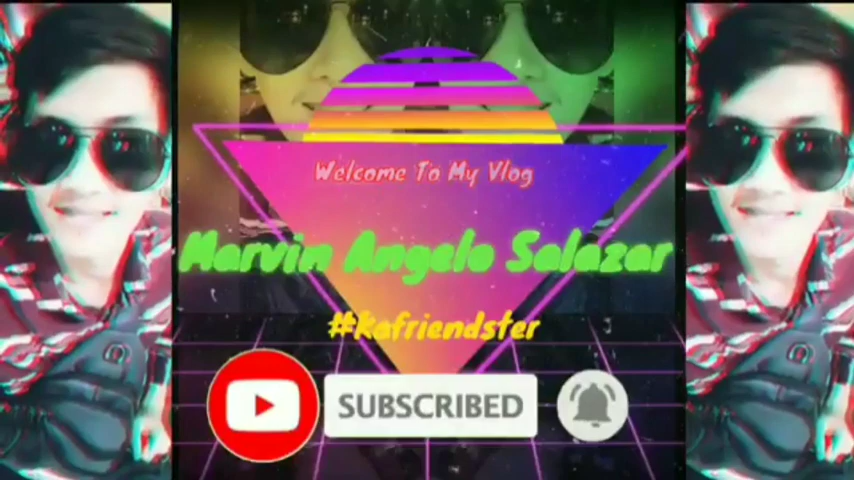 Welcome To My Vlog
Marvin Angelo Salazar
#kafriendster
SUBSCRIBED